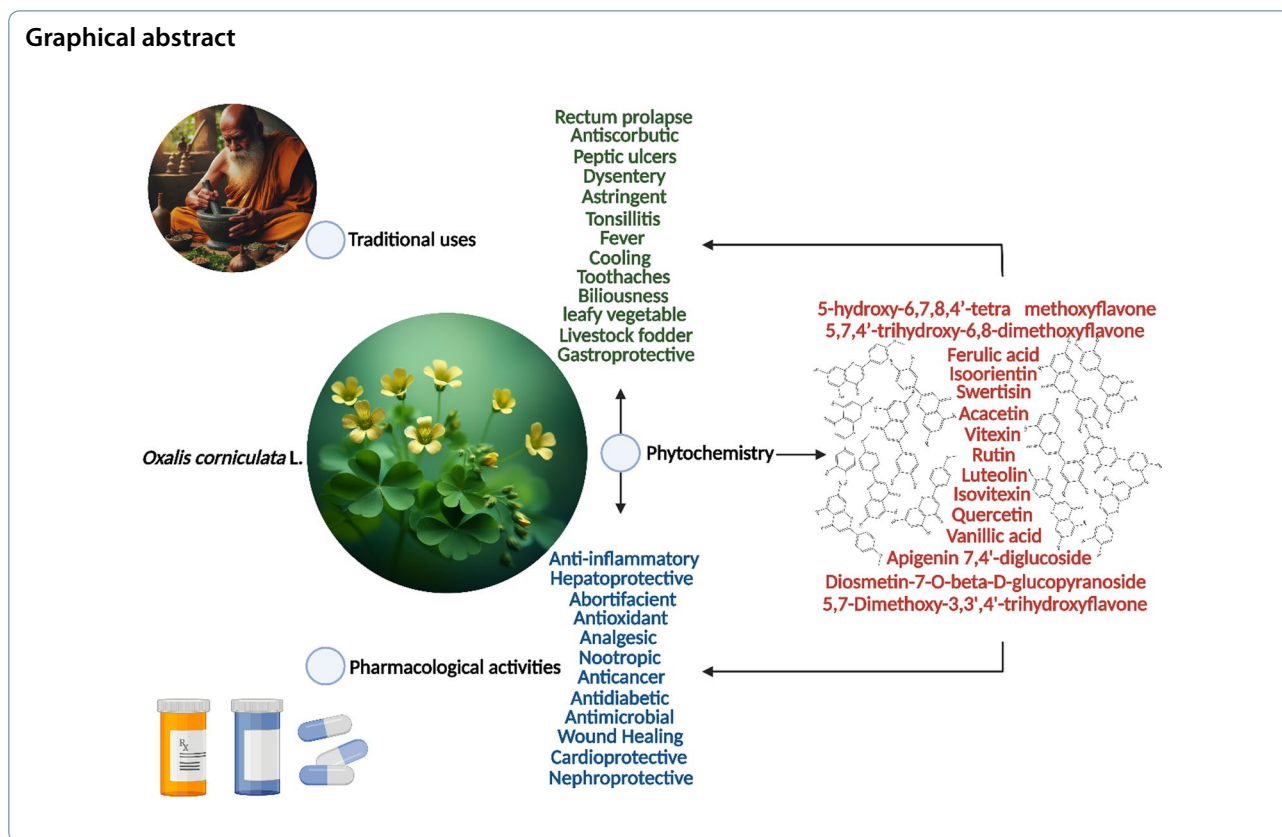 Graphical abstract
Traditional uses
Rectum prolapse
Antiscorbutic
Peptic ulcers
Dysentery
Astringent
Tonsillitis
Fever
Cooling
Toothaches
Biliousness
leafy vegetable
Livestock fodder
Gastroprotective
Oxalis corniculata L.
Phytochemistry
5-hydroxy-6,7,8,4’-tetra methoxyflavone
5,7,4’-trihydroxy-6,8-dimethoxyflavone
Ferulic acid
Isoorientin
Swertisin
Acacetin
Vitexin
Rutin
Luteolin
Isovitexin
Quercetin
Vanillic acid
Apigenin 7,4'-diglucoside
Diosmetin-7-O-beta-D-glucopyranoside
5,7-Dimethoxy-3,3',4'-trihydroxyflavone
Pharmacological activities
Anti-inflammatory
Hepatoprotective
Abortifacient
Antioxidant
Analgesic
Nootropic
Anticancer
Antidiabetic
Antimicrobial
Wound Healing
Cardioprotective
Nephroprotective
Rx